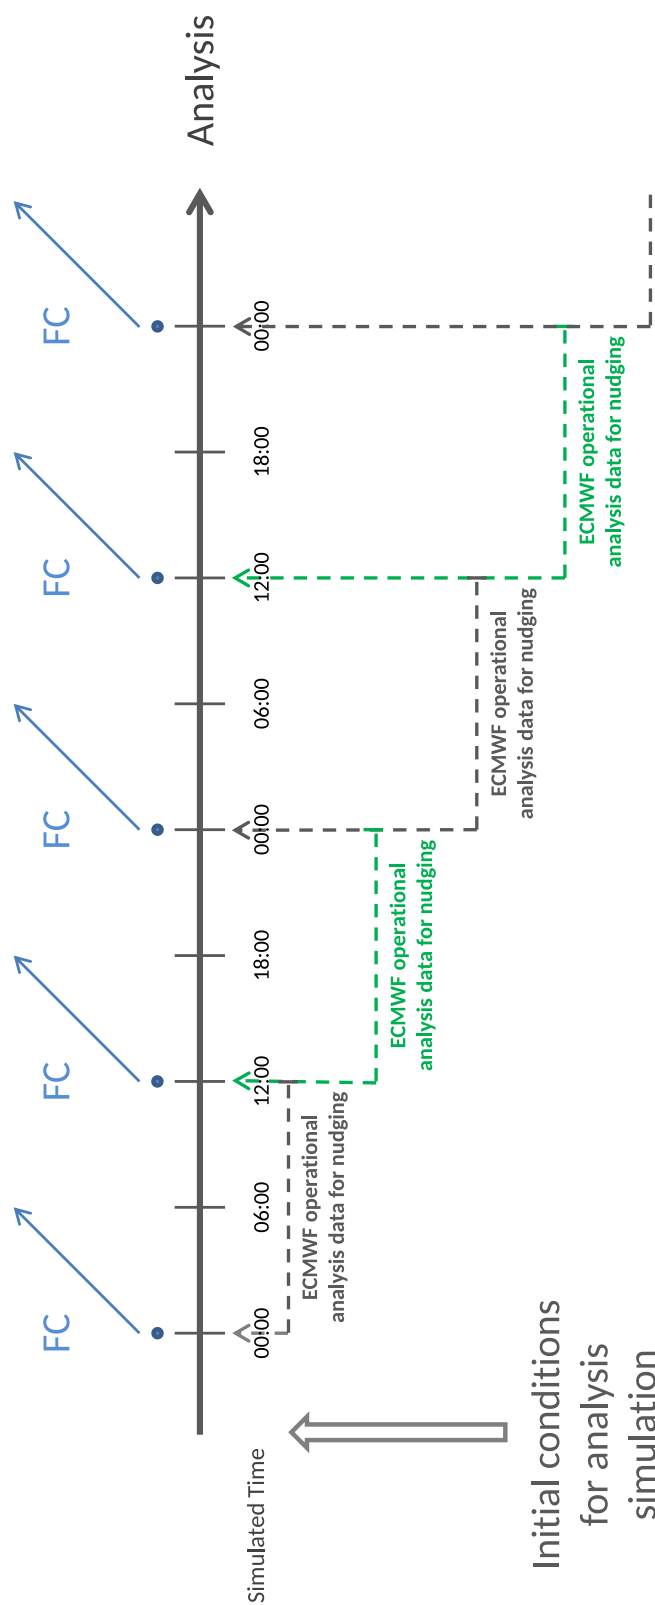 FC
FC
FC
FC
FC
Analysis
Simulated Time
00:00
06:00
12:00
18:00
00:00
06:00
12:00
18:00
00:00
ECMWF operational
analysis data for nudging
ECMWF operational
analysis data for nudging
ECMWF operational
analysis data for nudging
ECMWF operational
analysis data for nudging
Initial conditions
for analysis
simulation